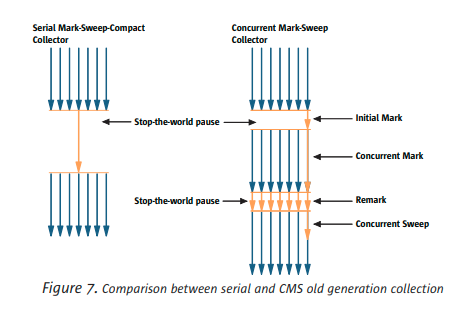 Serial Mark-Sweep-Compact
Collector
Concurrent Mark-Sweep
Collector
Stop-the-world pause
Initial Mark
Concurrent Mark
Stop-the-world pause
Remark
Concurrent Sweep
Figure 7. Comparison between serial and CMS old generation collection